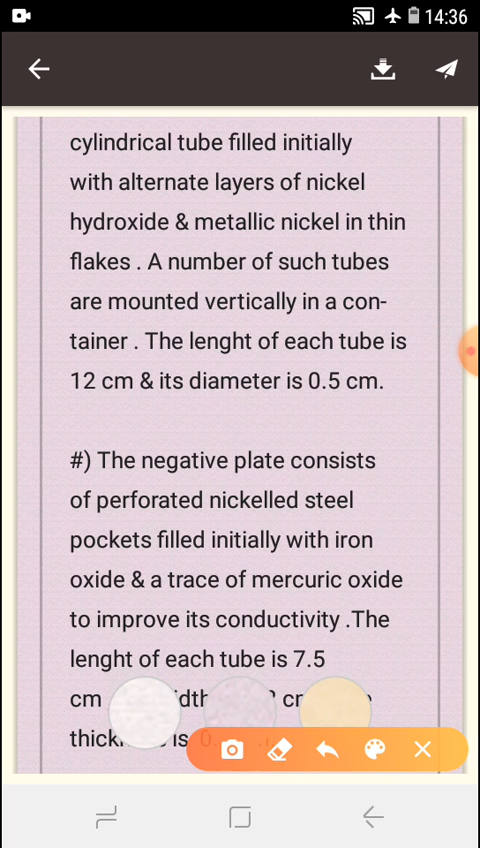 14:36
cylindrical tube filled initially
with alternate layers of nickel
hydroxide & metallic nickel in thin
flakes . A number of such tubes
are mounted vertically in a con-
tainer . The lenght of each tube is
12 cm & its diameter is 0.5 cm.
#) The negative plate consists
of perforated nickelled steel
pockets filled initially with iron
oxide & a trace of mercuric oxide
to improve its conductivity .The
lenght of each tube is 7.5
cm
is